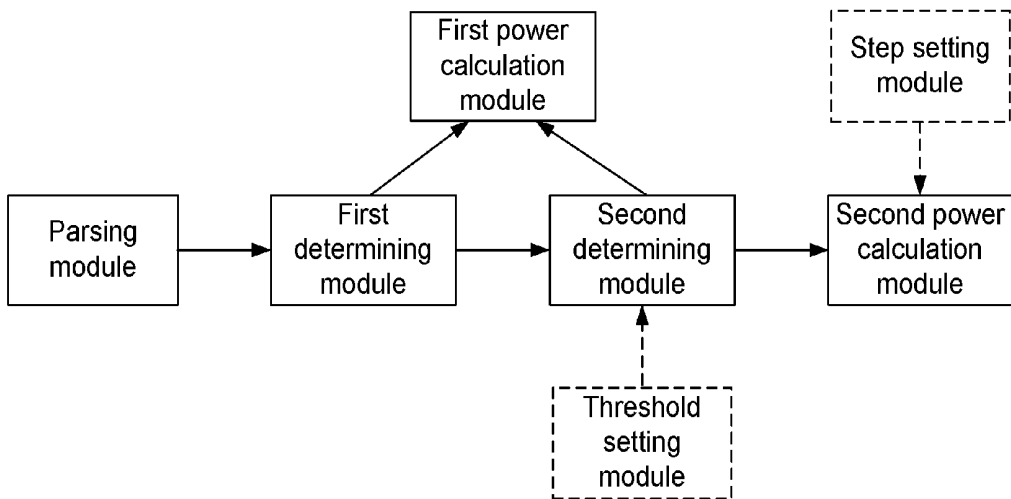 First power
calculation
module
Step setting
module
Parsing
module
First
determining
module
Second
determining
module
Second power
calculation
module
Threshold
setting
module